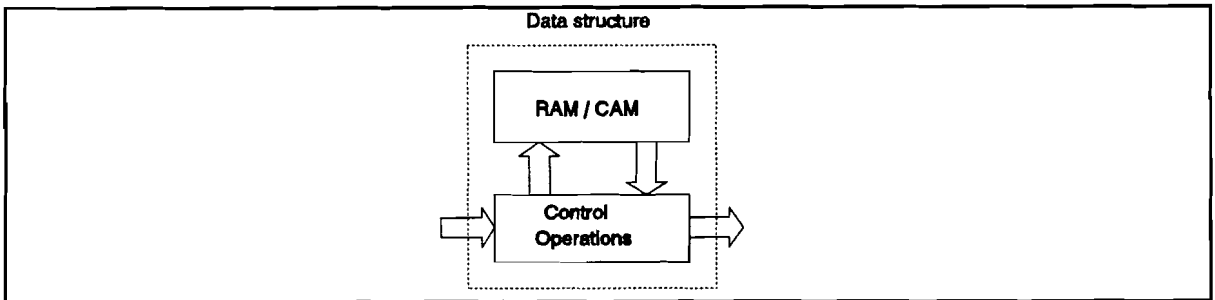 Data structure
RAM / CAM
Control
Operations